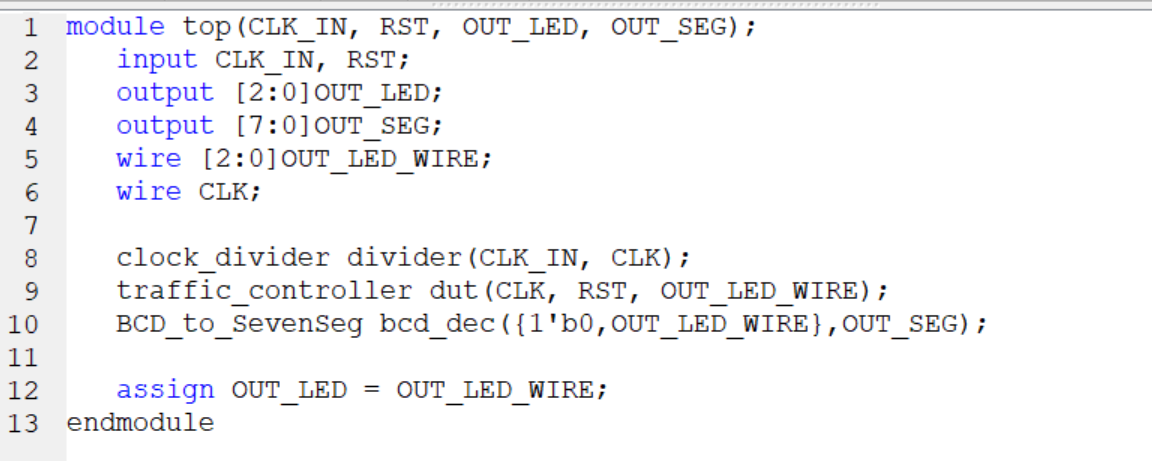 1 module top(CLK_IN, RST, OUT_LED, OUT_SEG);
2 input CLK_IN, RST;
3 output [2:0]OUT_LED;
4 output [7:0]OUT_SEG;
5 wire [2:0]OUT_LED_WIRE;
6 wire CLK;
7
8 clock_divider divider(CLK_IN, CLK);
9 traffic_controller dut(CLK, RST, OUT_LED_WIRE);
10 BCD_to_SevenSeg bcd_dec({1'b0,OUT_LED_WIRE},OUT_SEG);
11
12 assign OUT_LED = OUT_LED_WIRE;
13 endmodule